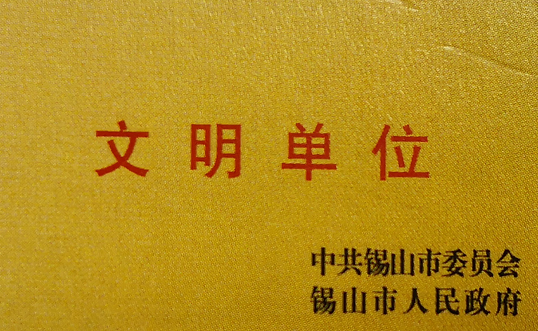 文明单位
中共锡山市委员会
锡山市人民政府